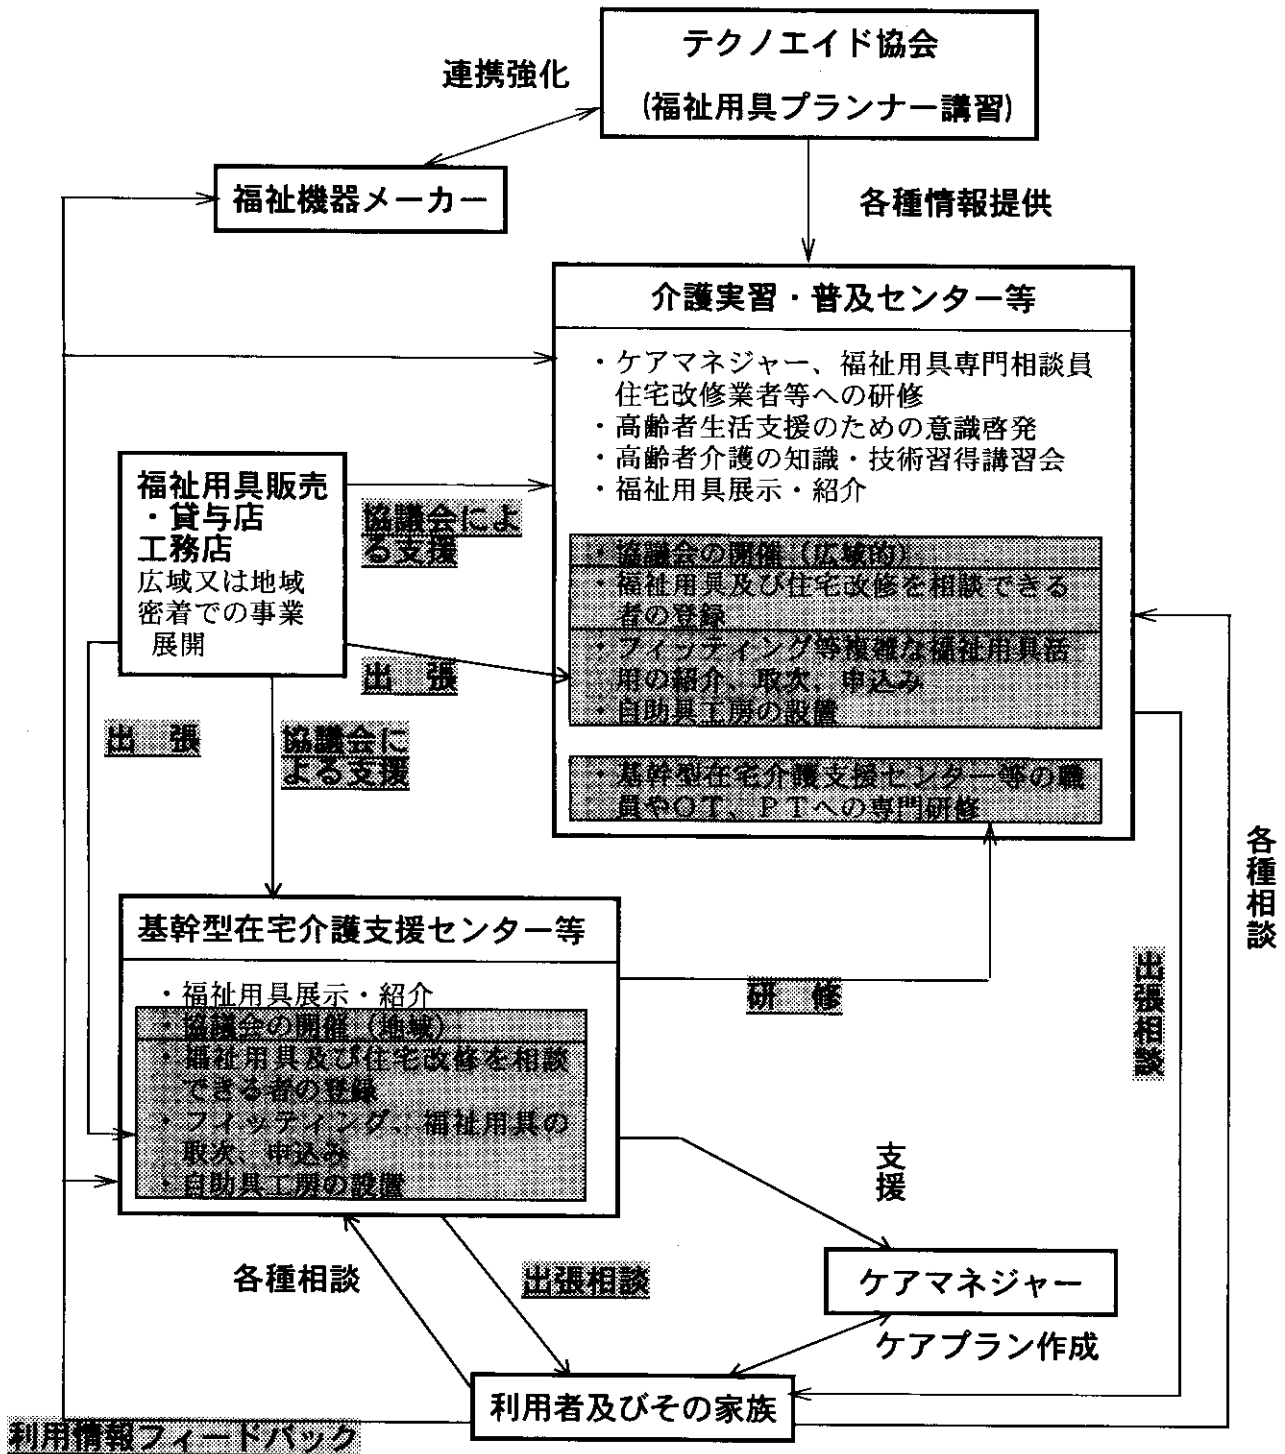 テクノエイド協会
(福祉用具プランナー講習)
連携強化
福祉機器メーカー
各種情報提供
介護実習・普及センター等
・ケアマネジャー、福祉用具専門相談員
住宅改修業者等への研修
・高齢者生活支援のための意識啓発
・高齢者介護の知識・技術習得講習会
・福祉用具展示・紹介
・協議会の開催（広域的）
・福祉用具及び住宅改修を相談できる
者の登録
・フィッティング等複雑な福祉用具活
用の紹介、取次、申込み
・自助具工房の設置
・基幹型在宅介護支援センター等の職
員やＯＴ、ＰＴへの専門研修
福祉用具販売
・貸与店
工務店
広域又は地域
密着での事業
展開
協議会によ
る支援
出　張
出　張
協議会に
よる支援
基幹型在宅介護支援センター等
・福祉用具展示・紹介
・協議会の開催（地域）
・福祉用具及び住宅改修を相談
できる者の登録
・フィッティング、福祉用具の
取次、申込み
・自助具工房の設置
研　修
各種相談
出張相談
支援
各種相談
出張相談
ケアマネジャー
ケアプラン作成
利用者及びその家族
利用情報フィードバック